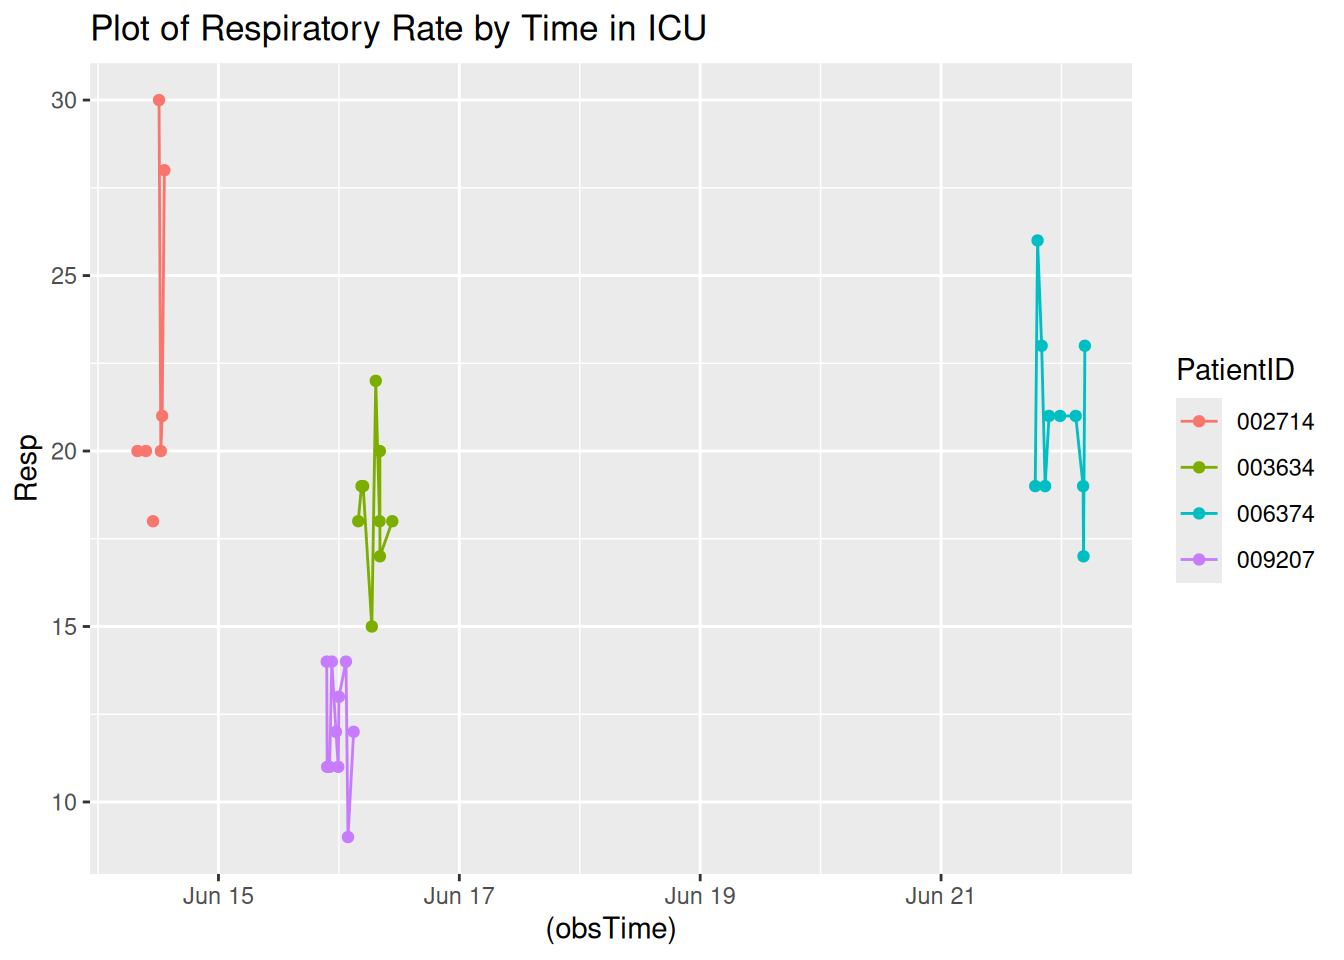 Plot of Respiratory Rate by Time in ICU
30
25
20
15
10
Resp
Jun 15
Jun 17
Jun 19
Jun 21
(obsTime)
PatientID
002714
003634
006374
009207